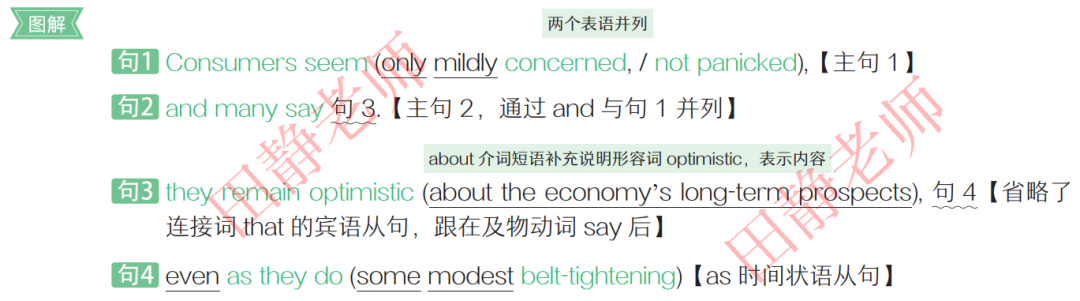 图解
两个表语并列
句1 Consumers seem (only mildly concerned, / not panicked),【主句 1】
句2 and many say 句 3.【主句 2，通过 and 与句 1 并列】
about 介词短语补充说明形容词 optimistic，表示内容
句3 they remain optimistic (about the economy’s long-term prospects), 句 4【省略了
连接词 that 的宾语从句，跟在及物动词 say 后】
句4 even as they do (some modest belt-tightening)【as 时间状语从句】
田静老师
田静老师